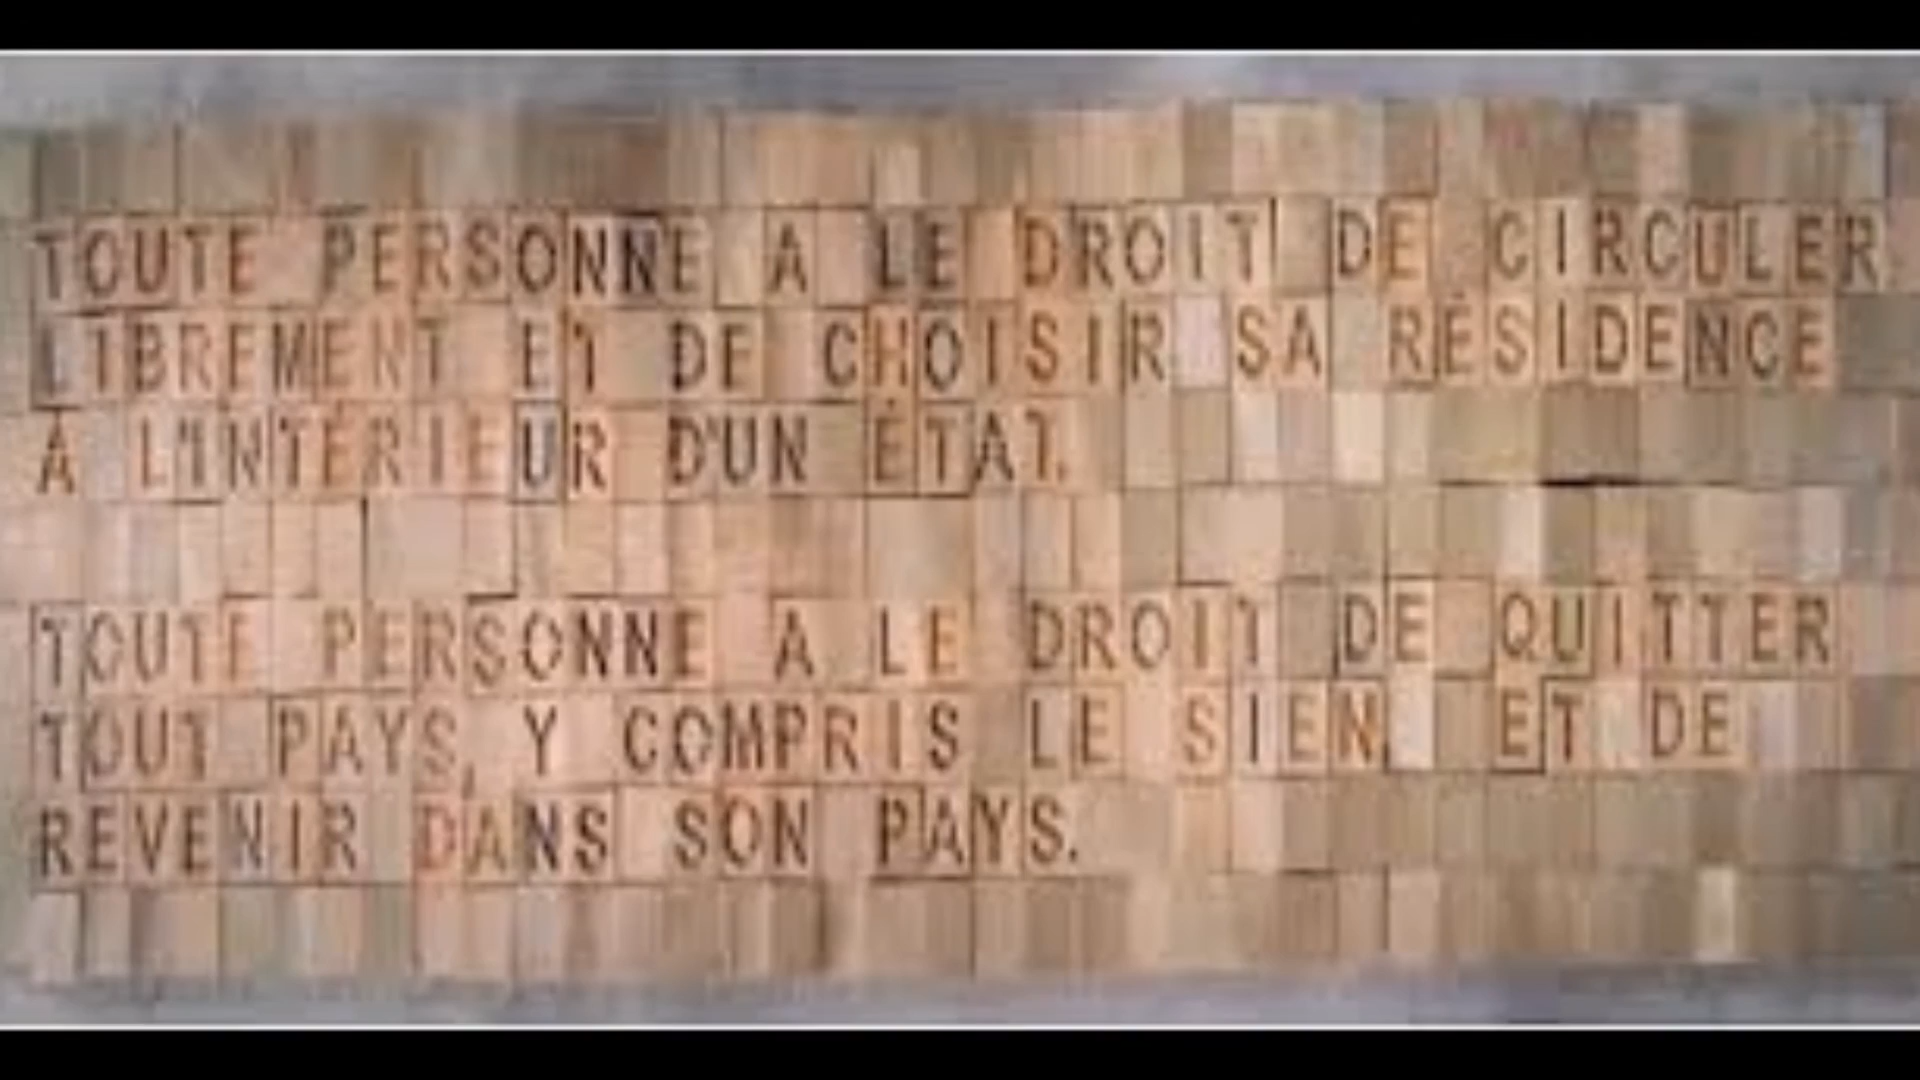 TOUTE PERSONNE A LE DROIT DE CIRCULER
LIBREMENT ET DE CHOISIR SA RÉSIDENCE
À L'INTÉRIEUR D'UN ÉTAT.
TOUTE PERSONNE A LE DROIT DE QUITTER
TOUT PAYS, Y COMPRIS LE SIEN, ET DE
REVENIR DANS SON PAYS.